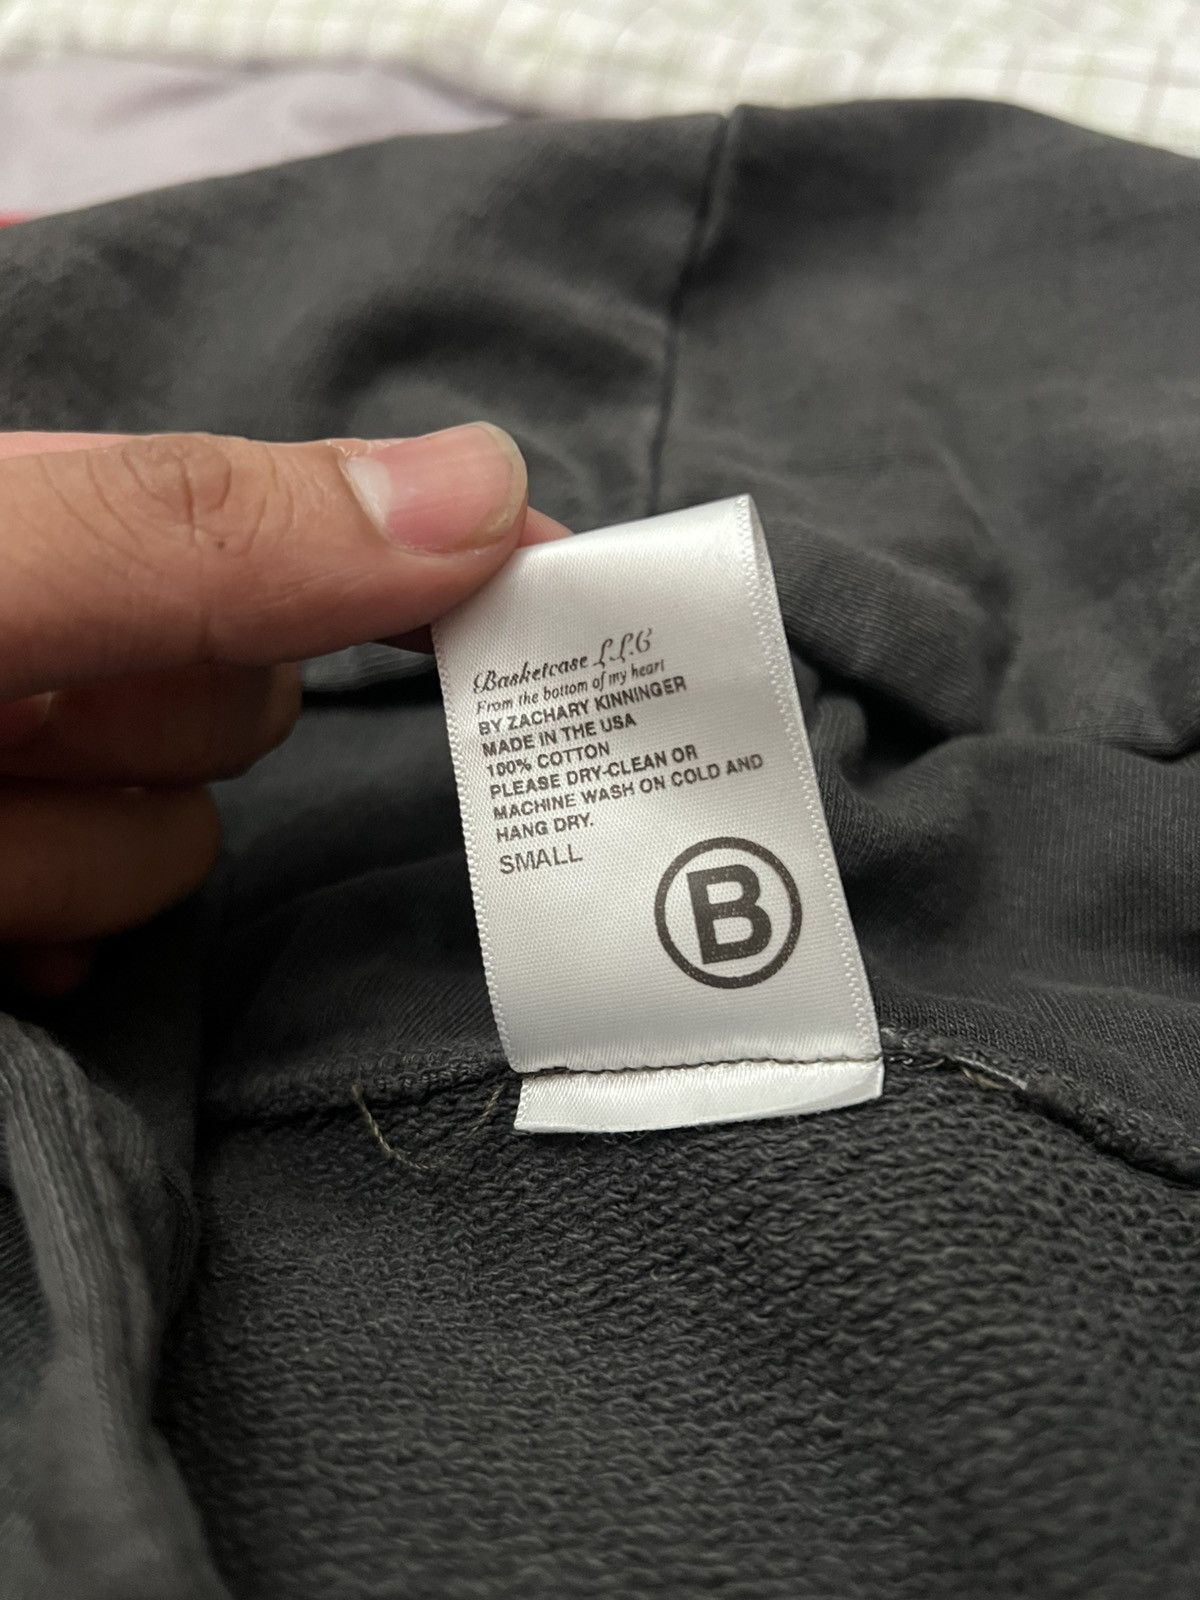 Basketcase LLC
From the bottom of my heart
BY ZACHARY KINNINGER
MADE IN THE USA
100% COTTON
PLEASE DRY-CLEAN OR
MACHINE WASH ON COLD AND
HANG DRY.
SMALL
B